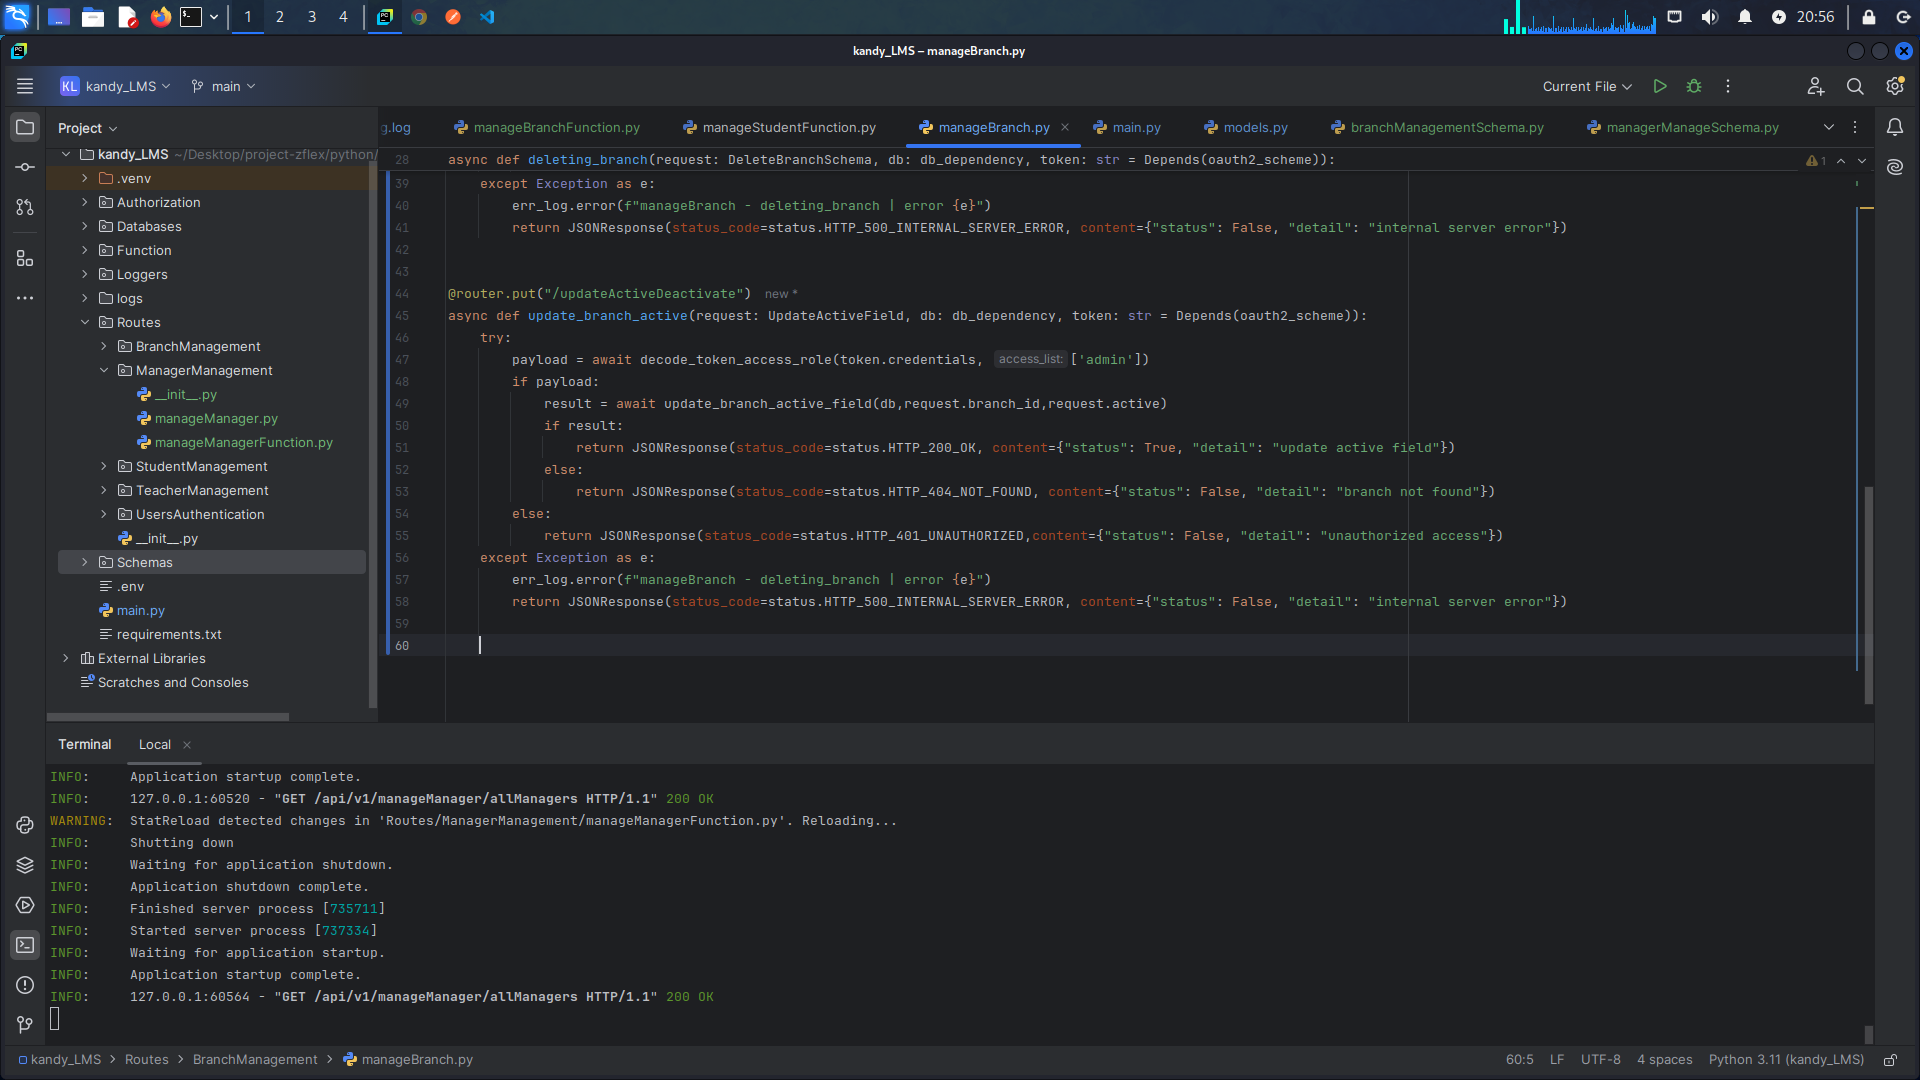 1 2 3 4 20:56
kandy_LMS – manageBranch.py
KL kandy_LMS main Current File
Project
g.log manageBranchFunction.py manageStudentFunction.py manageBranch.py main.py models.py branchManagementSchema.py managerManageSchema.py
kandy_LMS ~/Desktop/project-zflex/python/
.venv
Authorization
Databases
Function
Loggers
logs
Routes
BranchManagement
ManagerManagement
__init__.py
manageManager.py
manageManagerFunction.py
StudentManagement
TeacherManagement
UsersAuthentication
__init__.py
Schemas
.env
main.py
requirements.txt
External Libraries
Scratches and Consoles
28 async def deleting_branch(request: DeleteBranchSchema, db: db_dependency, token: str = Depends(oauth2_scheme)): 1
39 except Exception as e:
40 err_log.error(f"manageBranch - deleting_branch | error {e}")
41 return JSONResponse(status_code=status.HTTP_500_INTERNAL_SERVER_ERROR, content={"status": False, "detail": "internal server error"})
42
43
44 @router.put("/updateActiveDeactivate") new *
45 async def update_branch_active(request: UpdateActiveField, db: db_dependency, token: str = Depends(oauth2_scheme)):
46 try:
47 payload = await decode_token_access_role(token.credentials, access_list: ['admin'])
48 if payload:
49 result = await update_branch_active_field(db,request.branch_id,request.active)
50 if result:
51 return JSONResponse(status_code=status.HTTP_200_OK, content={"status": True, "detail": "update active field"})
52 else:
53 return JSONResponse(status_code=status.HTTP_404_NOT_FOUND, content={"status": False, "detail": "branch not found"})
54 else:
55 return JSONResponse(status_code=status.HTTP_401_UNAUTHORIZED,content={"status": False, "detail": "unauthorized access"})
56 except Exception as e:
57 err_log.error(f"manageBranch - deleting_branch | error {e}")
58 return JSONResponse(status_code=status.HTTP_500_INTERNAL_SERVER_ERROR, content={"status": False, "detail": "internal server error"})
59
60
Terminal Local
INFO: Application startup complete.
INFO: 127.0.0.1:60520 - "GET /api/v1/manageManager/allManagers HTTP/1.1" 200 OK
WARNING: StatReload detected changes in 'Routes/ManagerManagement/manageManagerFunction.py'. Reloading...
INFO: Shutting down
INFO: Waiting for application shutdown.
INFO: Application shutdown complete.
INFO: Finished server process [735711]
INFO: Started server process [737334]
INFO: Waiting for application startup.
INFO: Application startup complete.
INFO: 127.0.0.1:60564 - "GET /api/v1/manageManager/allManagers HTTP/1.1" 200 OK
kandy_LMS > Routes > BranchManagement > manageBranch.py 60:5 LF UTF-8 4 spaces Python 3.11 (kandy_LMS)